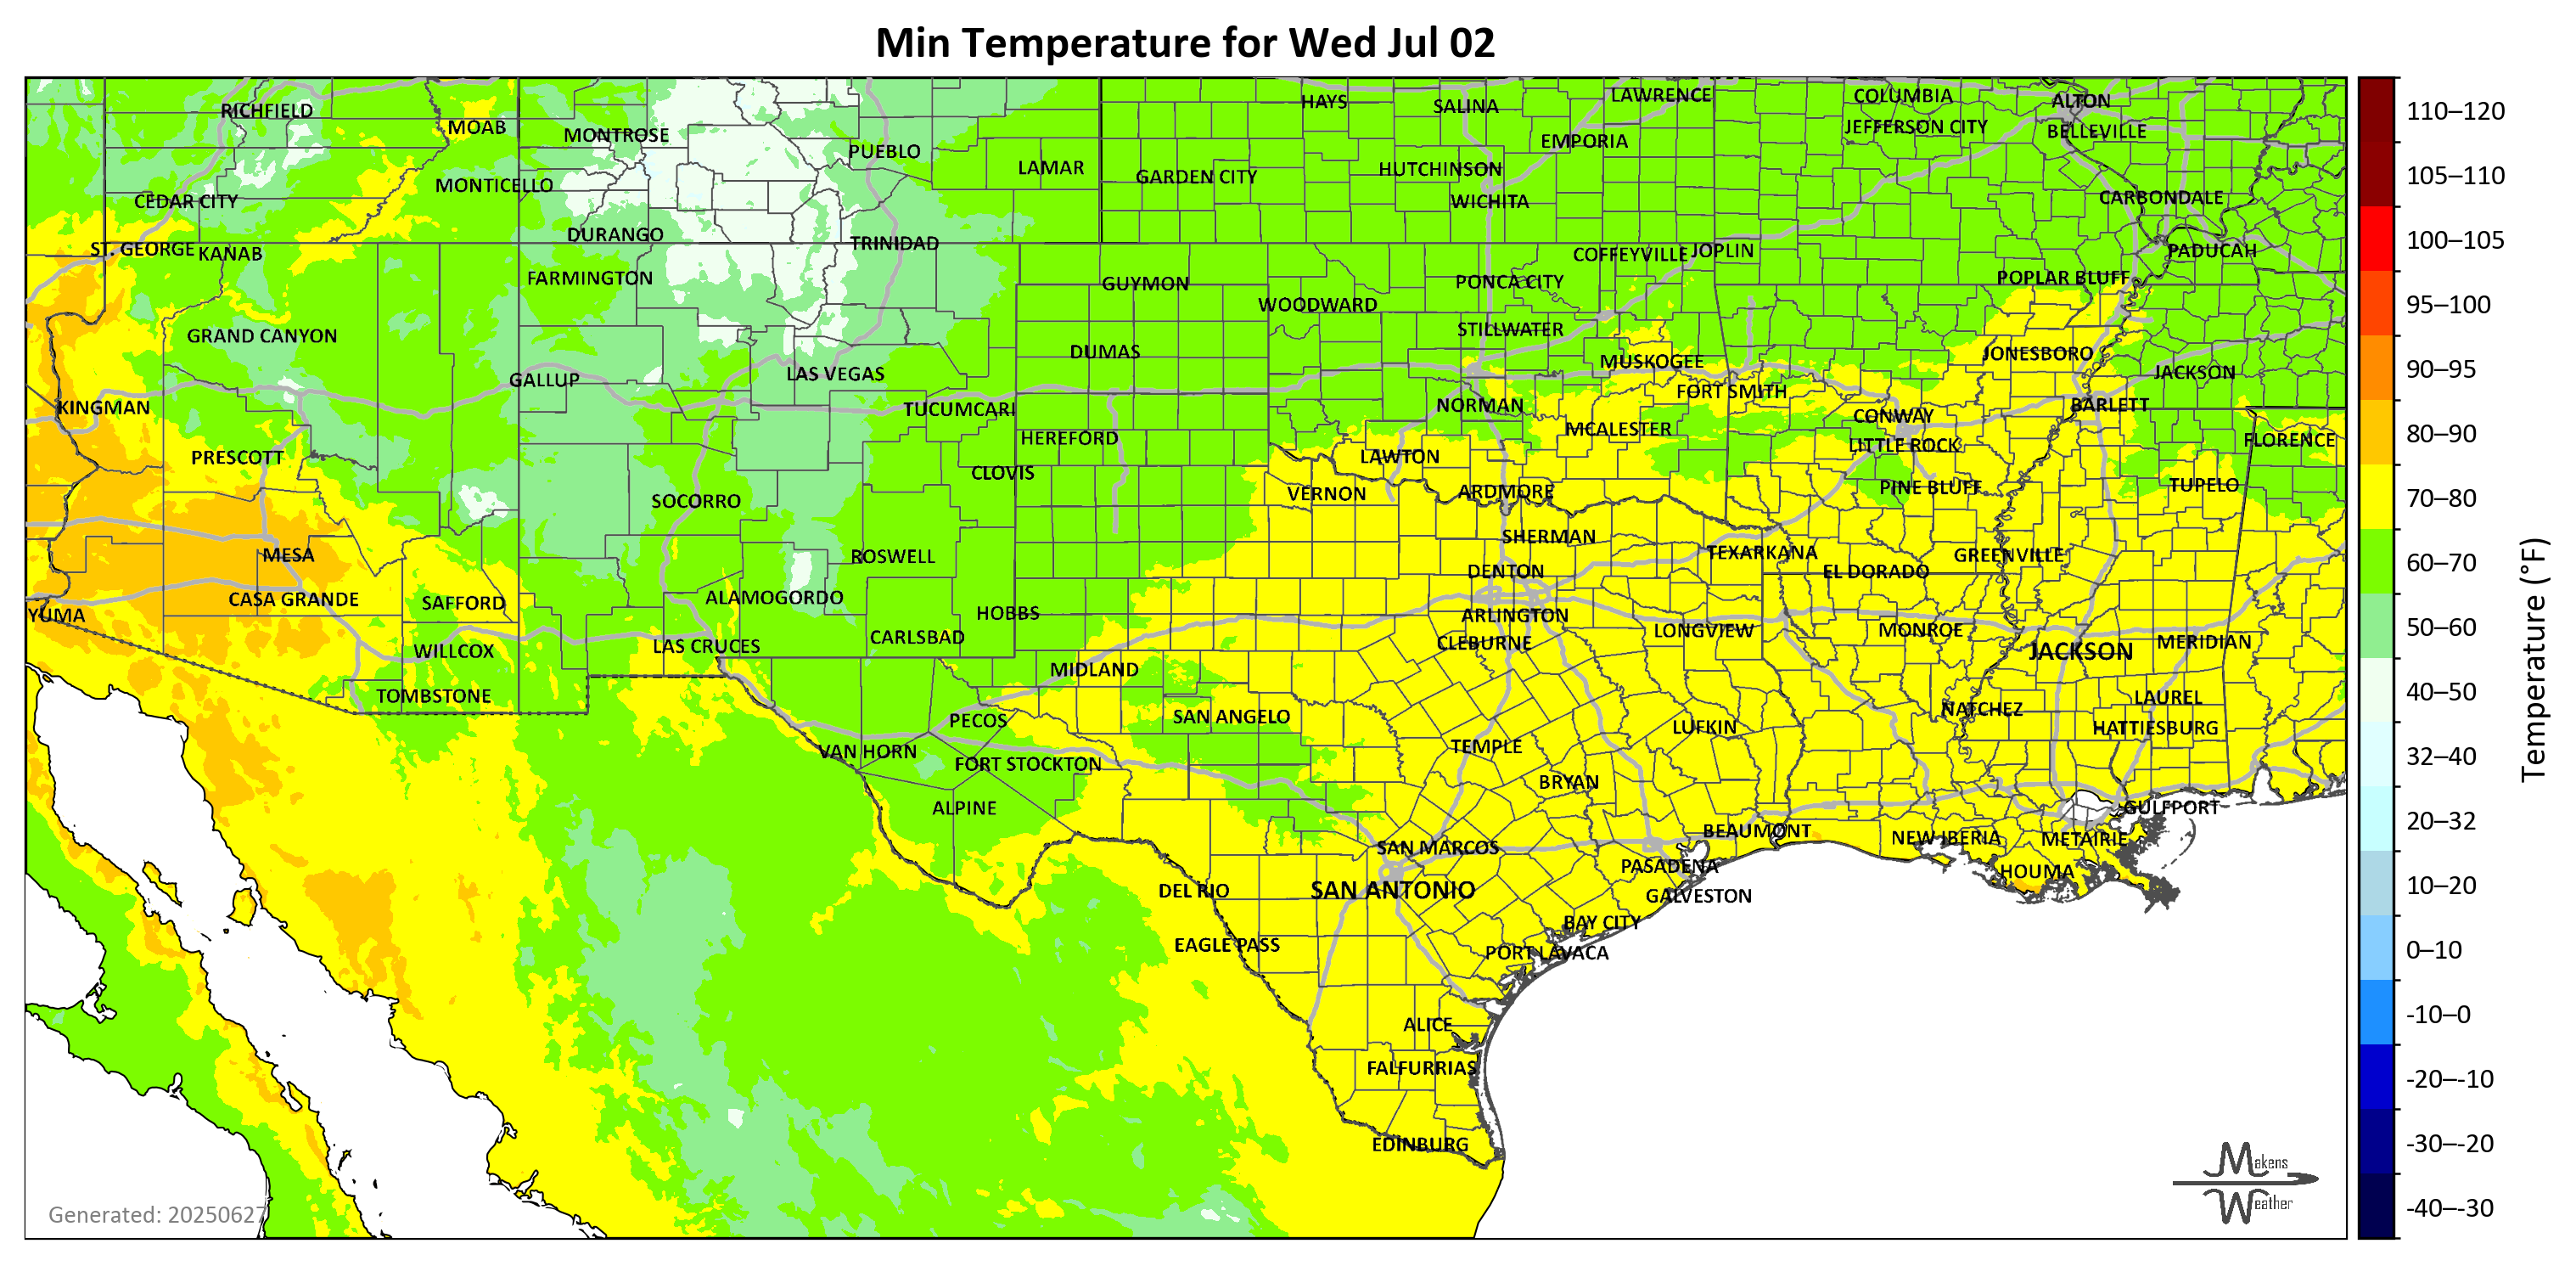 Min Temperature for Wed Jul 02
RICHFIELD
MOAB
MONTROSE
PUEBLO
LAMAR
HAYS
SALINA
LAWRENCE
COLUMBIA
ALTON
GARDEN CITY
HUTCHINSON
EMPORIA
JEFFERSON CITY
BELLEVILLE
CEDAR CITY
MONTICELLO
WICHITA
CARBONDALE
ST. GEORGE
KANAB
DURANGO
TRINIDAD
COFFEYVILLE
JOPLIN
PADUCAH
FARMINGTON
GUYMON
WOODWARD
PONCA CITY
POPLAR BLUFF
GRAND CANYON
DUMAS
STILLWATER
MUSKOGEE
JONESBORO
JACKSON
KINGMAN
GALLUP
LAS VEGAS
TUCUMCARI
NORMAN
FORT SMITH
CONWAY
BARLETT
PRESCOTT
HEREFORD
CLOVIS
LAWTON
MCALESTER
LITTLE ROCK
FLORENCE
SOCORRO
VERNON
ARDMORE
PINE BLUFF
TUPELO
MESA
ROSWELL
SHERMAN
TEXARKANA
GREENVILLE
YUMA
CASA GRANDE
SAFFORD
ALAMOGORDO
HOBBS
DENTON
ARLINGTON
EL DORADO
WILLCOX
LAS CRUCES
CARLSBAD
CLEBURNE
LONGVIEW
MONROE
JACKSON
MERIDIAN
TOMBSTONE
MIDLAND
PECOS
SAN ANGELO
LUFKIN
NATCHEZ
LAUREL
HATTIESBURG
VAN HORN
FORT STOCKTON
TEMPLE
ALPINE
BRYAN
GULFPORT
SAN MARCOS
BEAUMONT
NEW IBERIA
METAIRIE
DEL RIO
SAN ANTONIO
PASADENA
GALVESTON
HOUMA
EAGLE PASS
BAY CITY
PORT LAVACA
ALICE
FALFURRIAS
EDINBURG
Generated: 20250627
Makens
Weather
110–120
105–110
100–105
95–100
90–95
80–90
70–80
60–70
50–60
40–50
32–40
20–32
10–20
0–10
-10–0
-20–-10
-30–-20
-40–-30
Temperature (°F)